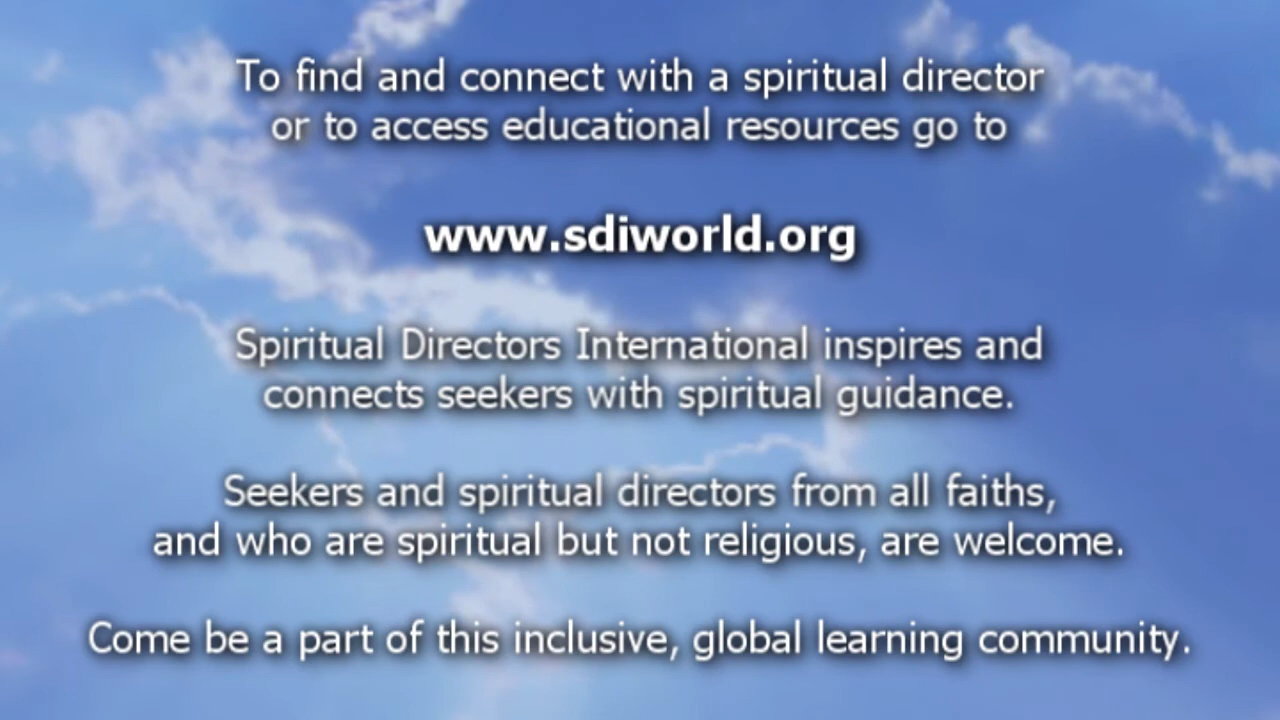 To find and connect with a spiritual director
or to access educational resources go to
www.sdiworld.org
Spiritual Directors International inspires and
connects seekers with spiritual guidance.
Seekers and spiritual directors from all faiths,
and who are spiritual but not religious, are welcome.
Come be a part of this inclusive, global learning community.